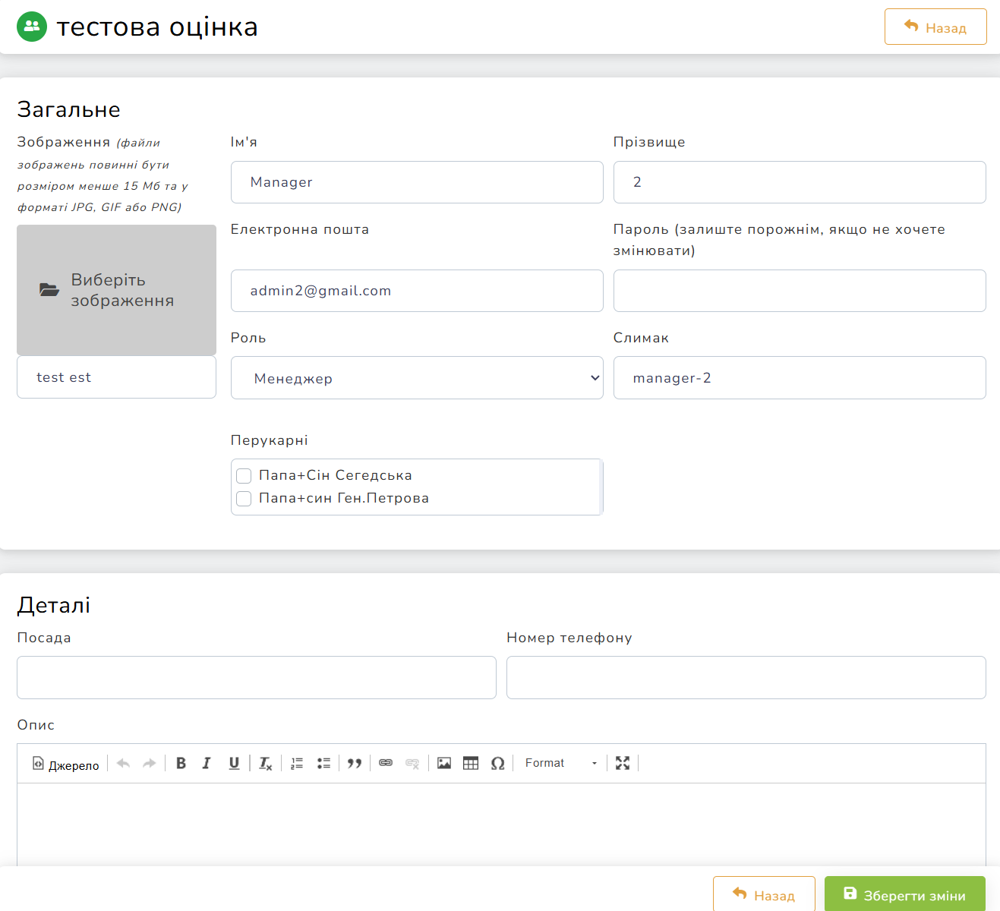 тестова оцінка
Назад
Загальне
Зображення (файли
зображень повинні бути
розміром менше 15 Мб та у
форматі JPG, GIF або PNG)
Виберіть
зображення
test est
Ім'я
Прізвище
Manager
2
Електронна пошта
Пароль (залиште порожнім, якщо не хочете
змінювати)
admin2@gmail.com
Роль
Слимак
Менеджер
manager-2
Перукарні
Папа+Сін Сегедська
Папа+син Ген.Петрова
Деталі
Посада
Номер телефону
Опис
Джерело
Format
Назад
Зберегти зміни